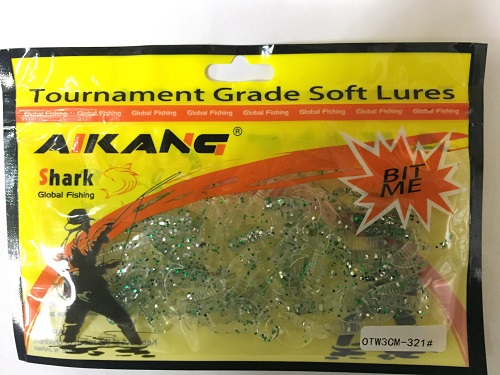 Tournament Grade Soft Lures
Global Fishing Global Fishing Global Fishing Global Fishing Global Fishing Global Fishing Global Fishing
AIKANG®
Shark
Global Fishing
BIT
ME
OTW3CM-321#